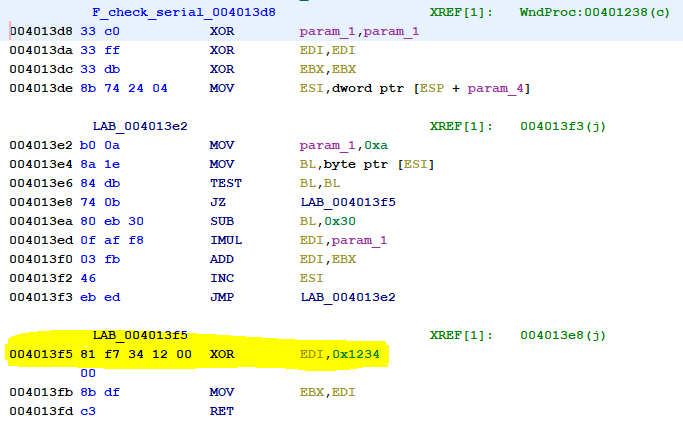 F_check_serial_004013d8 XREF[1]: WndProc:00401238(c)
004013d8 33 c0 XOR param_1,param_1
004013da 33 ff XOR EDI,EDI
004013dc 33 db XOR EBX,EBX
004013de 8b 74 24 04 MOV ESI,dword ptr [ESP + param_4]
LAB_004013e2 XREF[1]: 004013f3(j)
004013e2 b0 0a MOV param_1,0xa
004013e4 8a 1e MOV BL,byte ptr [ESI]
004013e6 84 db TEST BL,BL
004013e8 74 0b JZ LAB_004013f5
004013ea 80 eb 30 SUB BL,0x30
004013ed 0f af f8 IMUL EDI,param_1
004013f0 03 fb ADD EDI,EBX
004013f2 46 INC ESI
004013f3 eb ed JMP LAB_004013e2
LAB_004013f5 XREF[1]: 004013e8(j)
004013f5 81 f7 34 12 00 XOR EDI,0x1234
00
004013fb 8b df MOV EBX,EDI
004013fd c3 RET